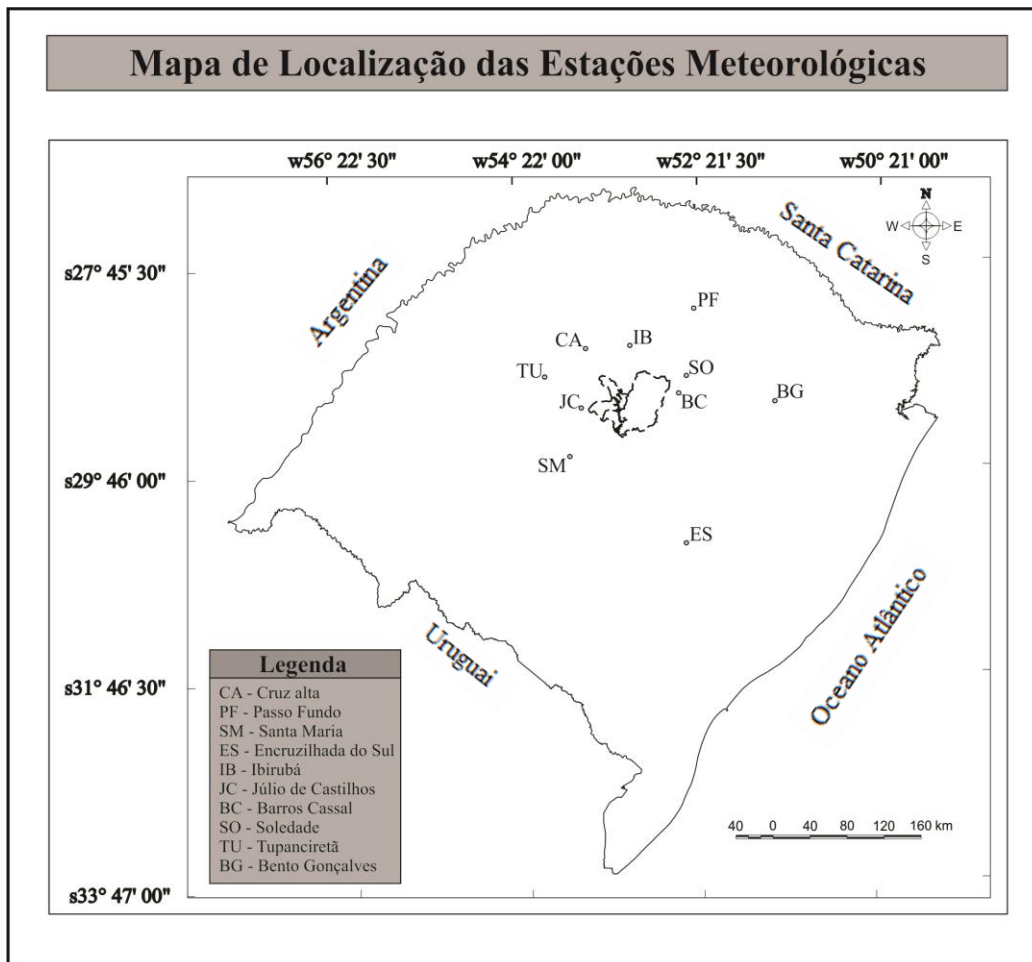 Mapa de Localização das Estações Meteorológicas
w56° 22' 30" w54° 22' 00" w52° 21' 30" w50° 21' 00"
N
W E
S
Santa Catarina
s27° 45' 30"
Argentina
PF
CA IB
TU SO
JC BC BG
SM
s29° 46' 00"
ES
Oceano Atlântico
Uruguai
s31° 46' 30"
s33° 47' 00"
Legenda
CA - Cruz alta
PF - Passo Fundo
SM - Santa Maria
ES - Encruzilhada do Sul
IB - Ibirubá
JC - Júlio de Castilhos
BC - Barros Cassal
SO - Soledade
TU - Tupanciretã
BG - Bento Gonçalves
40 0 40 80 120 160 km